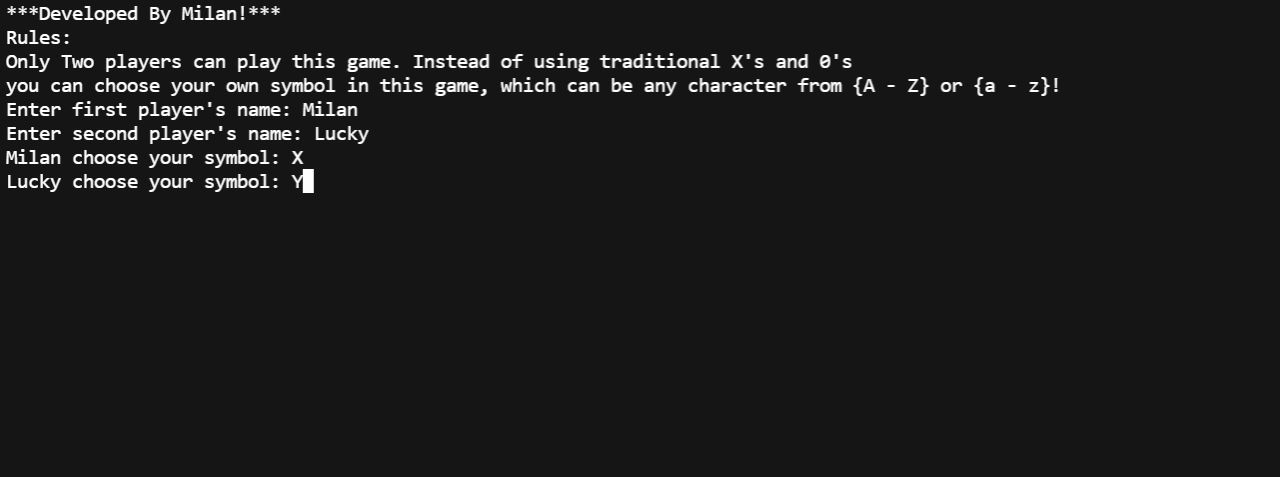 ***Developed By Milan!***
Rules:
Only Two players can play this game. Instead of using traditional X's and 0's
you can choose your own symbol in this game, which can be any character from {A - Z} or {a - z}!
Enter first player's name: Milan
Enter second player's name: Lucky
Milan choose your symbol: X
Lucky choose your symbol: Y